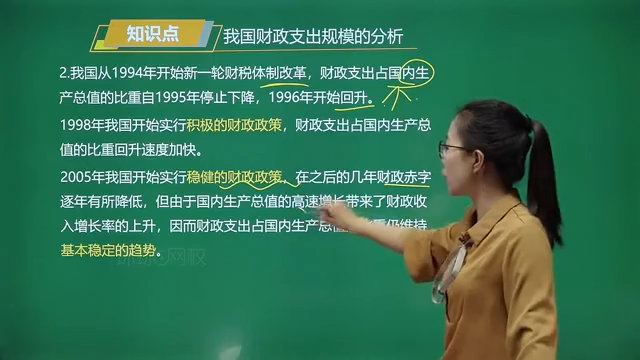 知识点
我国财政支出规模的分析
2.我国从1994年开始新一轮财税体制改革，财政支出占国内生
产总值的比重自1995年停止下降，1996年开始回升。
1998年我国开始实行积极的财政政策，财政支出占国内生产总
值的比重回升速度加快。
2005年我国开始实行稳健的财政政策，在之后的几年财政赤字
逐年有所降低，但由于国内生产总值的高速增长带来了财政收
入增长率的上升，因而财政支出占国内生产总值 重仍维持
基本稳定的趋势。